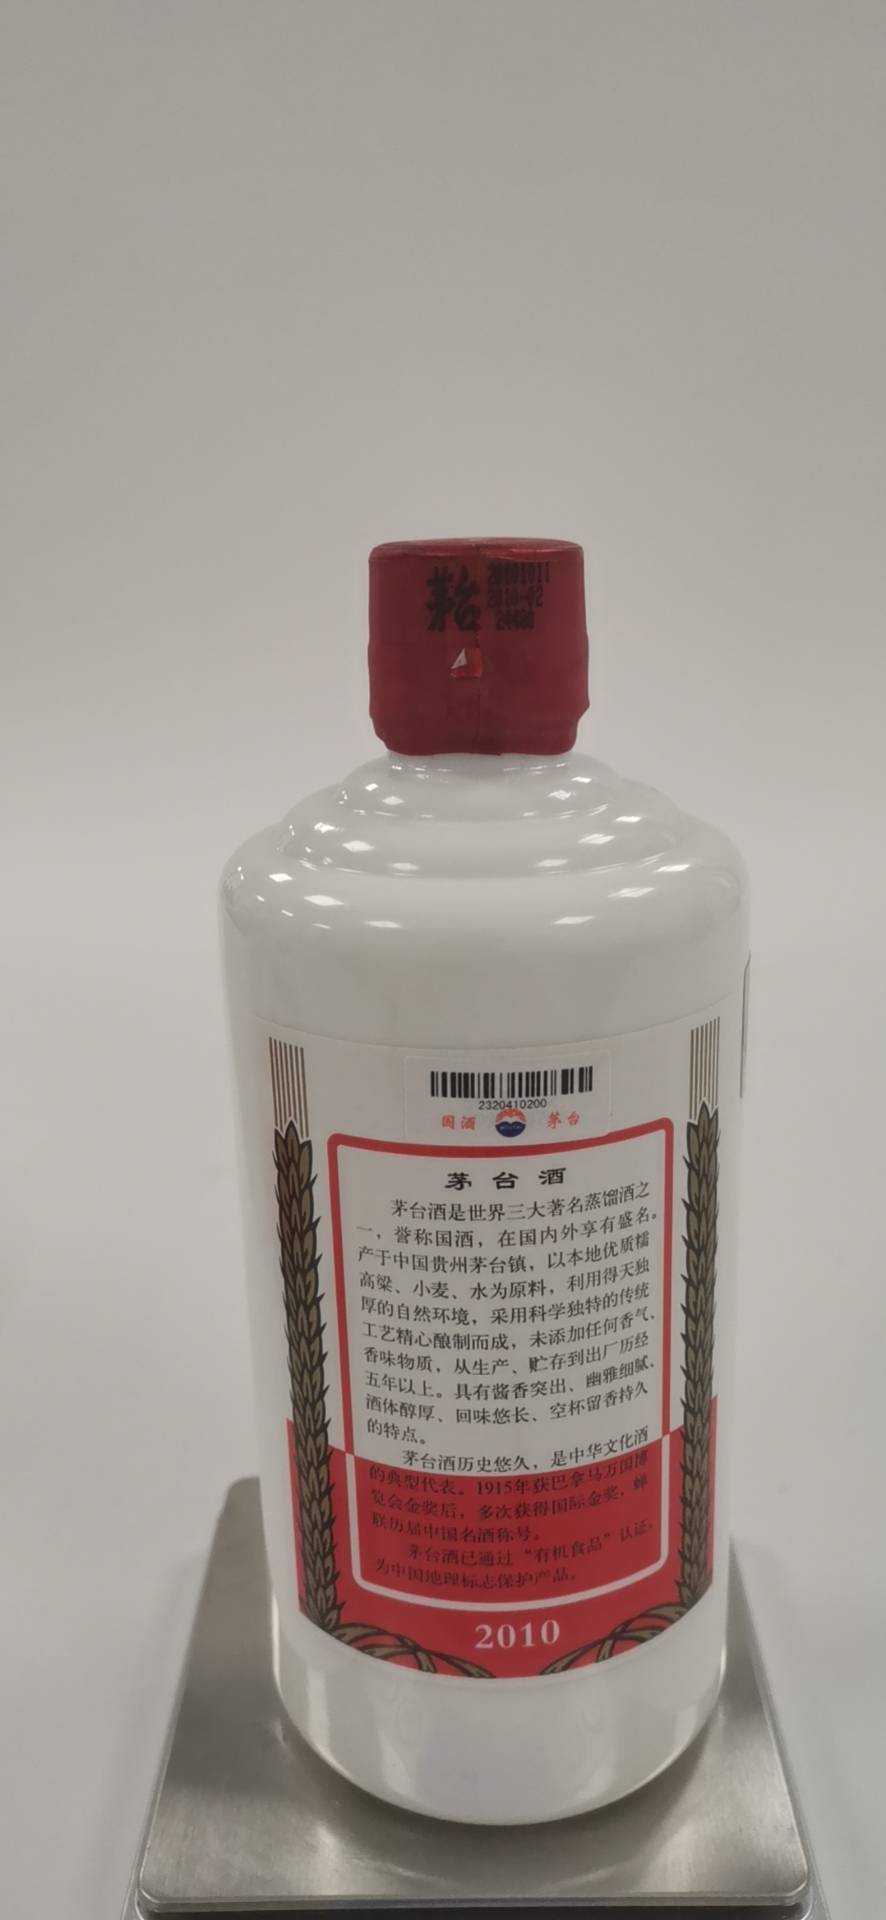 茅台
20101011
2010-02
24480
2320410200
国酒 茅台
茅台酒
茅台酒是世界三大著名蒸馏酒之
一，誉称国酒，在国内外享有盛名。
产于中国贵州茅台镇，以本地优质糯
高粱、小麦、水为原料，利用得天独
厚的自然环境，采用科学独特的传统
工艺精心酿制而成，未添加任何香气、
香味物质，从生产、贮存到出厂历经
五年以上。具有酱香突出、幽雅细腻、
酒体醇厚、回味悠长、空杯留香持久
的特点。
茅台酒历史悠久，是中华文化酒
的典型代表。1915年获巴拿马万国博
览会金奖后，多次获得国际金奖，蝉
联历届中国名酒称号。
茅台酒已通过“有机食品”认证，
为中国地理标志保护产品。
2010